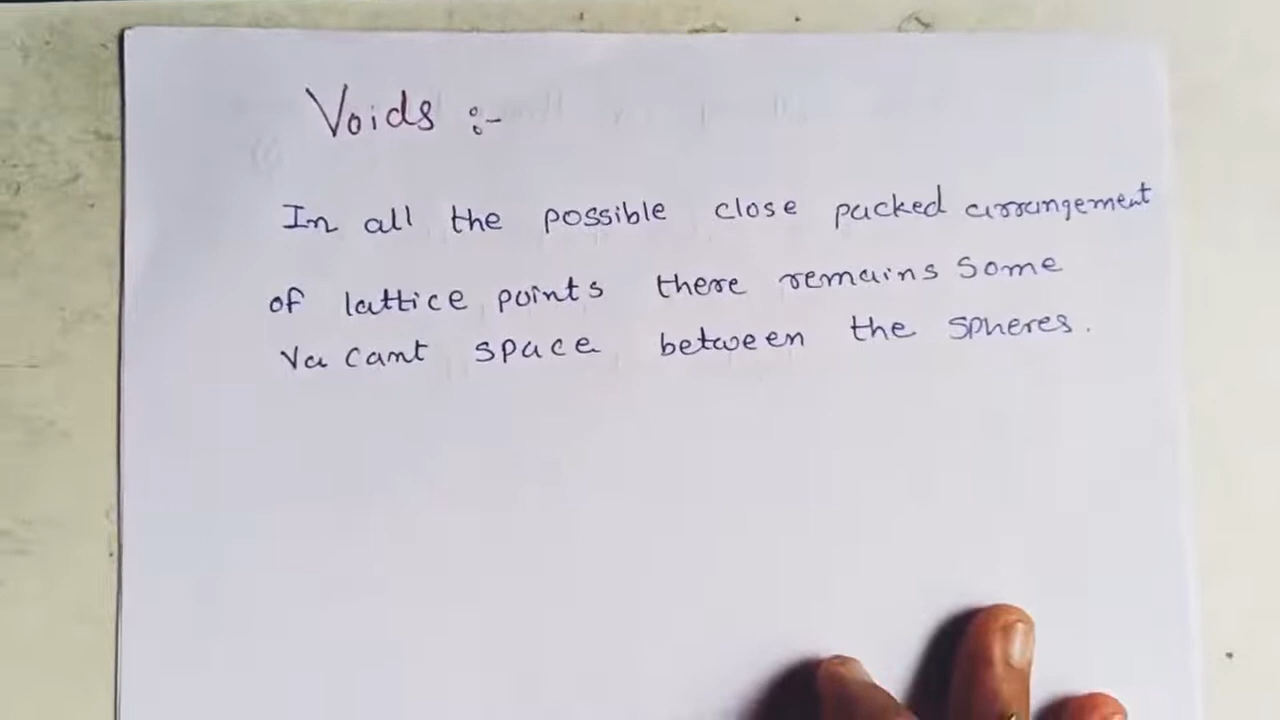 Voids :-
In all the possible close packed arrangement
of lattice points there remains some
Vacant space between the spheres.